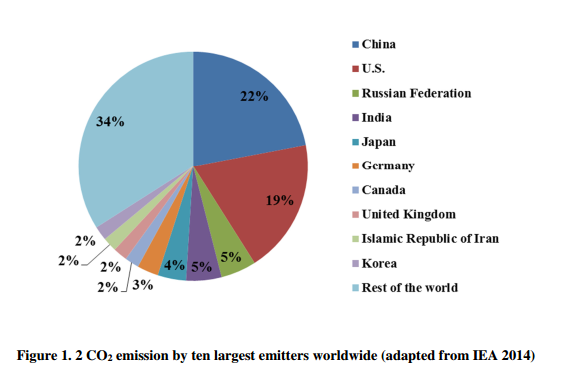 China
U.S.
Russian Federation
India
Japan
Germany
Canada
United Kingdom
Islamic Republic of Iran
Korea
Rest of the world
22%
19%
5%
5%
4%
3%
2%
2%
2%
2%
34%
Figure 1. 2 CO₂ emission by ten largest emitters worldwide (adapted from IEA 2014)